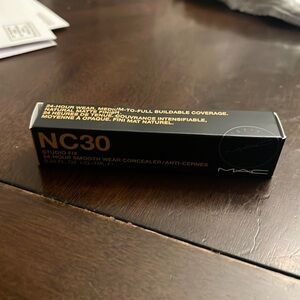 24-HOUR WEAR, MEDIUM-TO-FULL BUILDABLE COVERAGE.
NATURAL MATTE FINISH.
24 HEURES DE TENUE. COUVRANCE INTENSIFIABLE,
MOYENNE À OPAQUE. FINI MAT NATUREL.
NC30
STUDIO FIX
24-HOUR SMOOTH WEAR CONCEALER/ANTI-CERNES
MAC